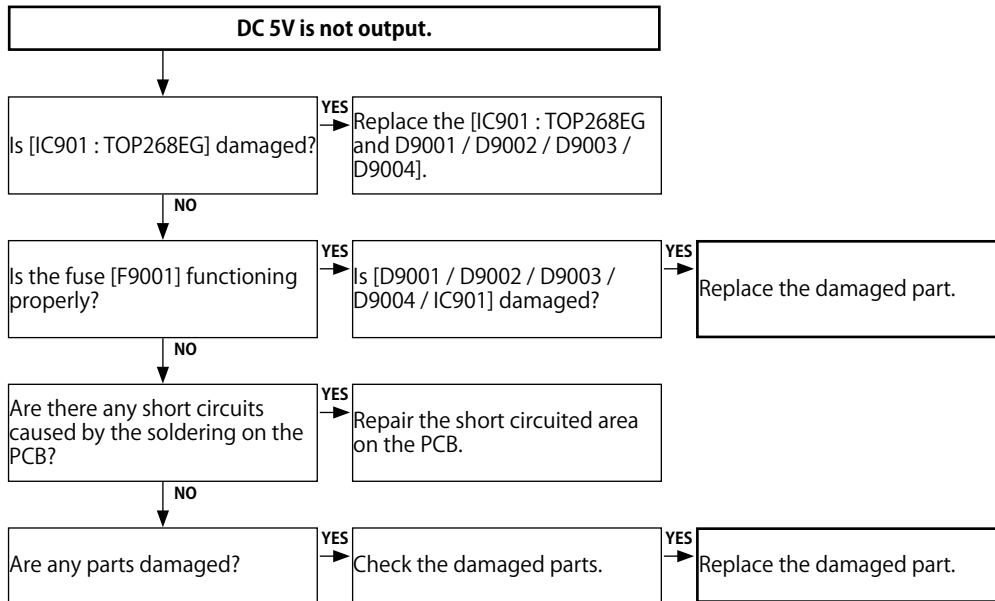 DC 5V is not output.
Is [IC901 : TOP268EG] damaged?
YES
Replace the [IC901 : TOP268EG
and D9001 / D9002 / D9003 /
D9004].
NO
Is the fuse [F9001] functioning
properly?
YES
Is [D9001 / D9002 / D9003 /
D9004 / IC901] damaged?
YES
Replace the damaged part.
NO
Are there any short circuits
caused by the soldering on the
PCB?
YES
Repair the short circuited area
on the PCB.
NO
Are any parts damaged?
YES
Check the damaged parts.
YES
Replace the damaged part.